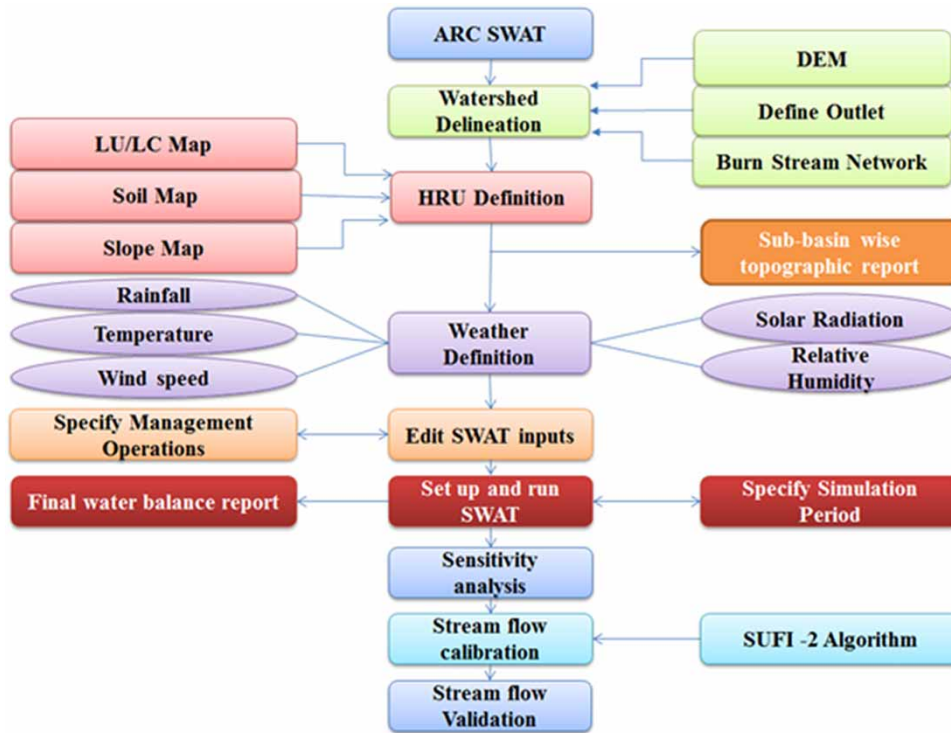 ARC SWAT
DEM
Watershed
Delineation
Define Outlet
LU/LC Map
Burn Stream Network
Soil Map
HRU Definition
Slope Map
Sub-basin wise
topographic report
Rainfall
Temperature
Wind speed
Weather
Definition
Solar Radiation
Relative
Humidity
Specify Management
Operations
Edit SWAT inputs
Final water balance report
Set up and run
SWAT
Specify Simulation
Period
Sensitivity
analysis
Stream flow
calibration
SUFI -2 Algorithm
Stream flow
Validation